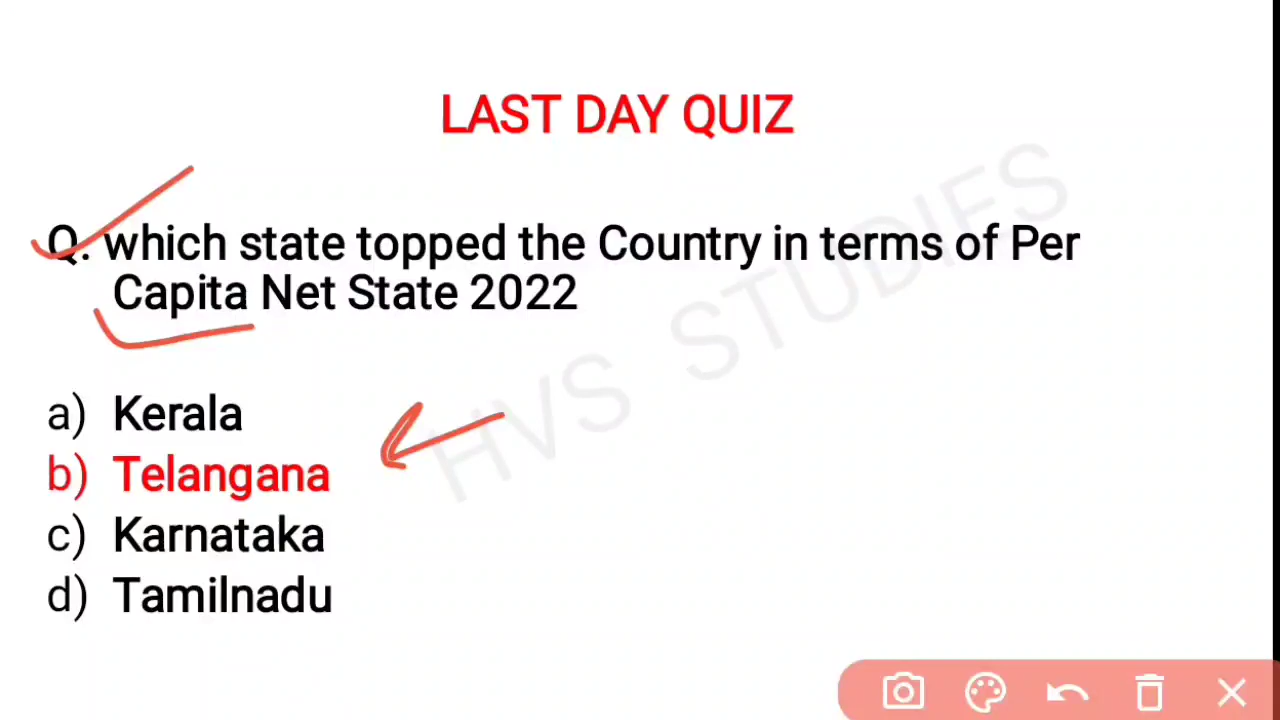 LAST DAY QUIZ
Q. which state topped the Country in terms of Per
Capita Net State 2022
a) Kerala
b) Telangana
c) Karnataka
d) Tamilnadu
HVS STUDIES